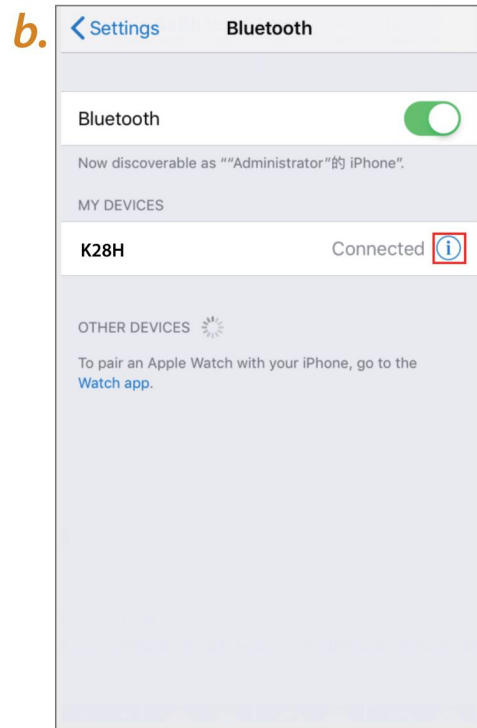 b.
Settings Bluetooth
Bluetooth
Now discoverable as ""Administrator"的 iPhone".
MY DEVICES
K28H Connected i
OTHER DEVICES
To pair an Apple Watch with your iPhone, go to the
Watch app.